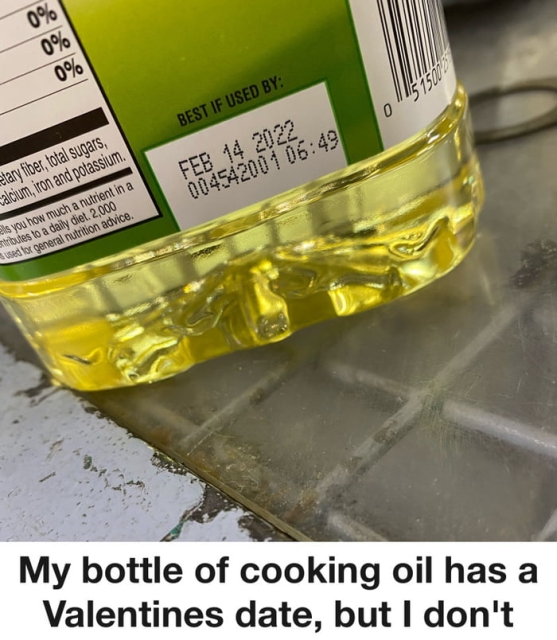 0%
0%
0%
etary fiber, total sugars,
calcium, iron and potassium.
ells you how much a nutrient in a
ntributes to a daily diet. 2,000
used for general nutrition advice.
BEST IF USED BY:
FEB 14 2022
004542001 06:49
0 51500
My bottle of cooking oil has a
Valentines date, but I don't